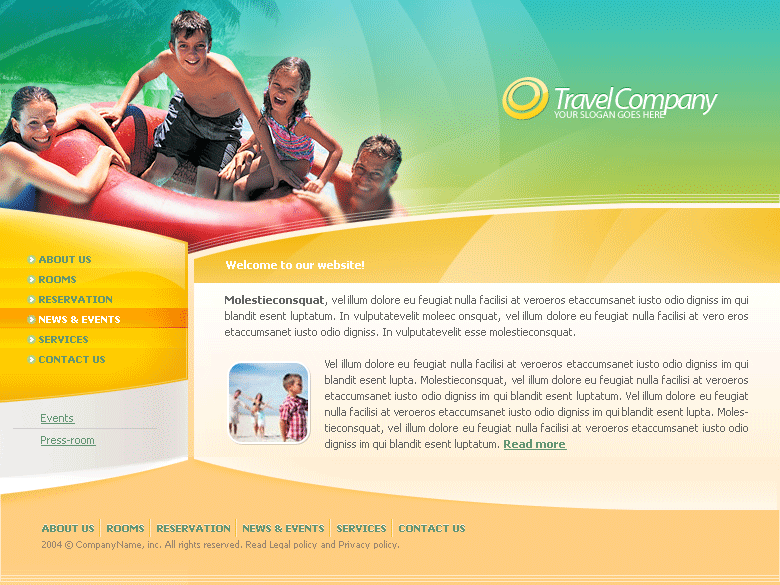 Travel Company
YOUR SLOGAN GOES HERE
ABOUT US
ROOMS
RESERVATION
NEWS & EVENTS
SERVICES
CONTACT US
Events
Press-room
Welcome to our website!
Molestieconsquat, vel illum dolore eu feugiat nulla facilisi at veroeros etaccumsanet iusto odio digniss im qui
blandit esent luptatum. In vulputatevelit moleec onsquat, vel illum dolore eu feugiat nulla facilisi at vero eros
etaccumsanet iusto odio digniss. In vulputatevelit esse molestieconsquat.
Vel illum dolore eu feugiat nulla facilisi at veroeros etaccumsanet iusto odio digniss im qui
blandit esent lupta. Molestieconsquat, vel illum dolore eu feugiat nulla facilisi at veroeros
etaccumsanet iusto odio digniss im qui blandit esent luptatum. Vel illum dolore eu feugiat
nulla facilisi at veroeros etaccumsanet iusto odio digniss im qui blandit esent lupta. Moles-
tieconsquat, vel illum dolore eu feugiat nulla facilisi at veroeros etaccumsanet iusto odio
digniss im qui blandit esent luptatum. Read more
ABOUT US ROOMS RESERVATION NEWS & EVENTS SERVICES CONTACT US
2004 © CompanyName, inc. All rights reserved. Read Legal policy and Privacy policy.